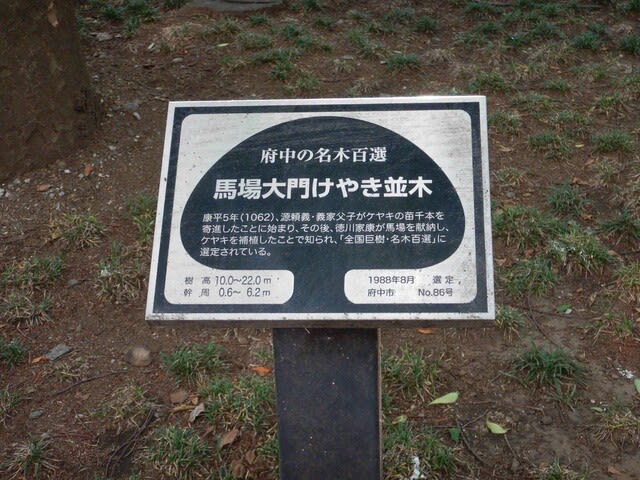 府中の名木百選
馬場大門けやき並木
康平5年(1062)、源頼義・義家父子がケヤキの苗千本を
寄進したことに始まり、その後、徳川家康が馬場を献納し、
ケヤキを補植したことで知られ、「全国巨樹・名木百選」に
選定されている。
樹 高 10.0〜22.0 m
幹 周 0.6〜 6.2 m
1988年8月 選 定
府中市 No.86号